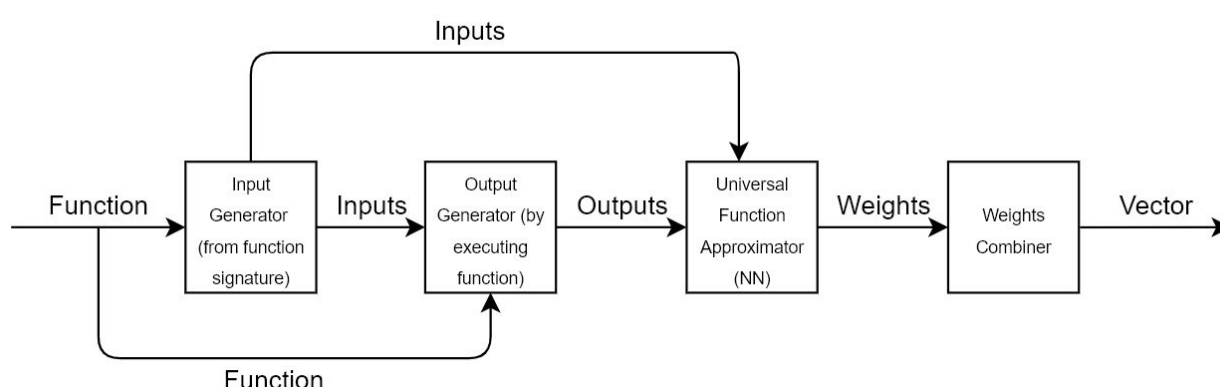 Inputs
Function
Input
Generator
(from function
signature)
Inputs
Output
Generator (by
executing
function)
Outputs
Universal
Function
Approximator
(NN)
Weights
Weights
Combiner
Vector
Function